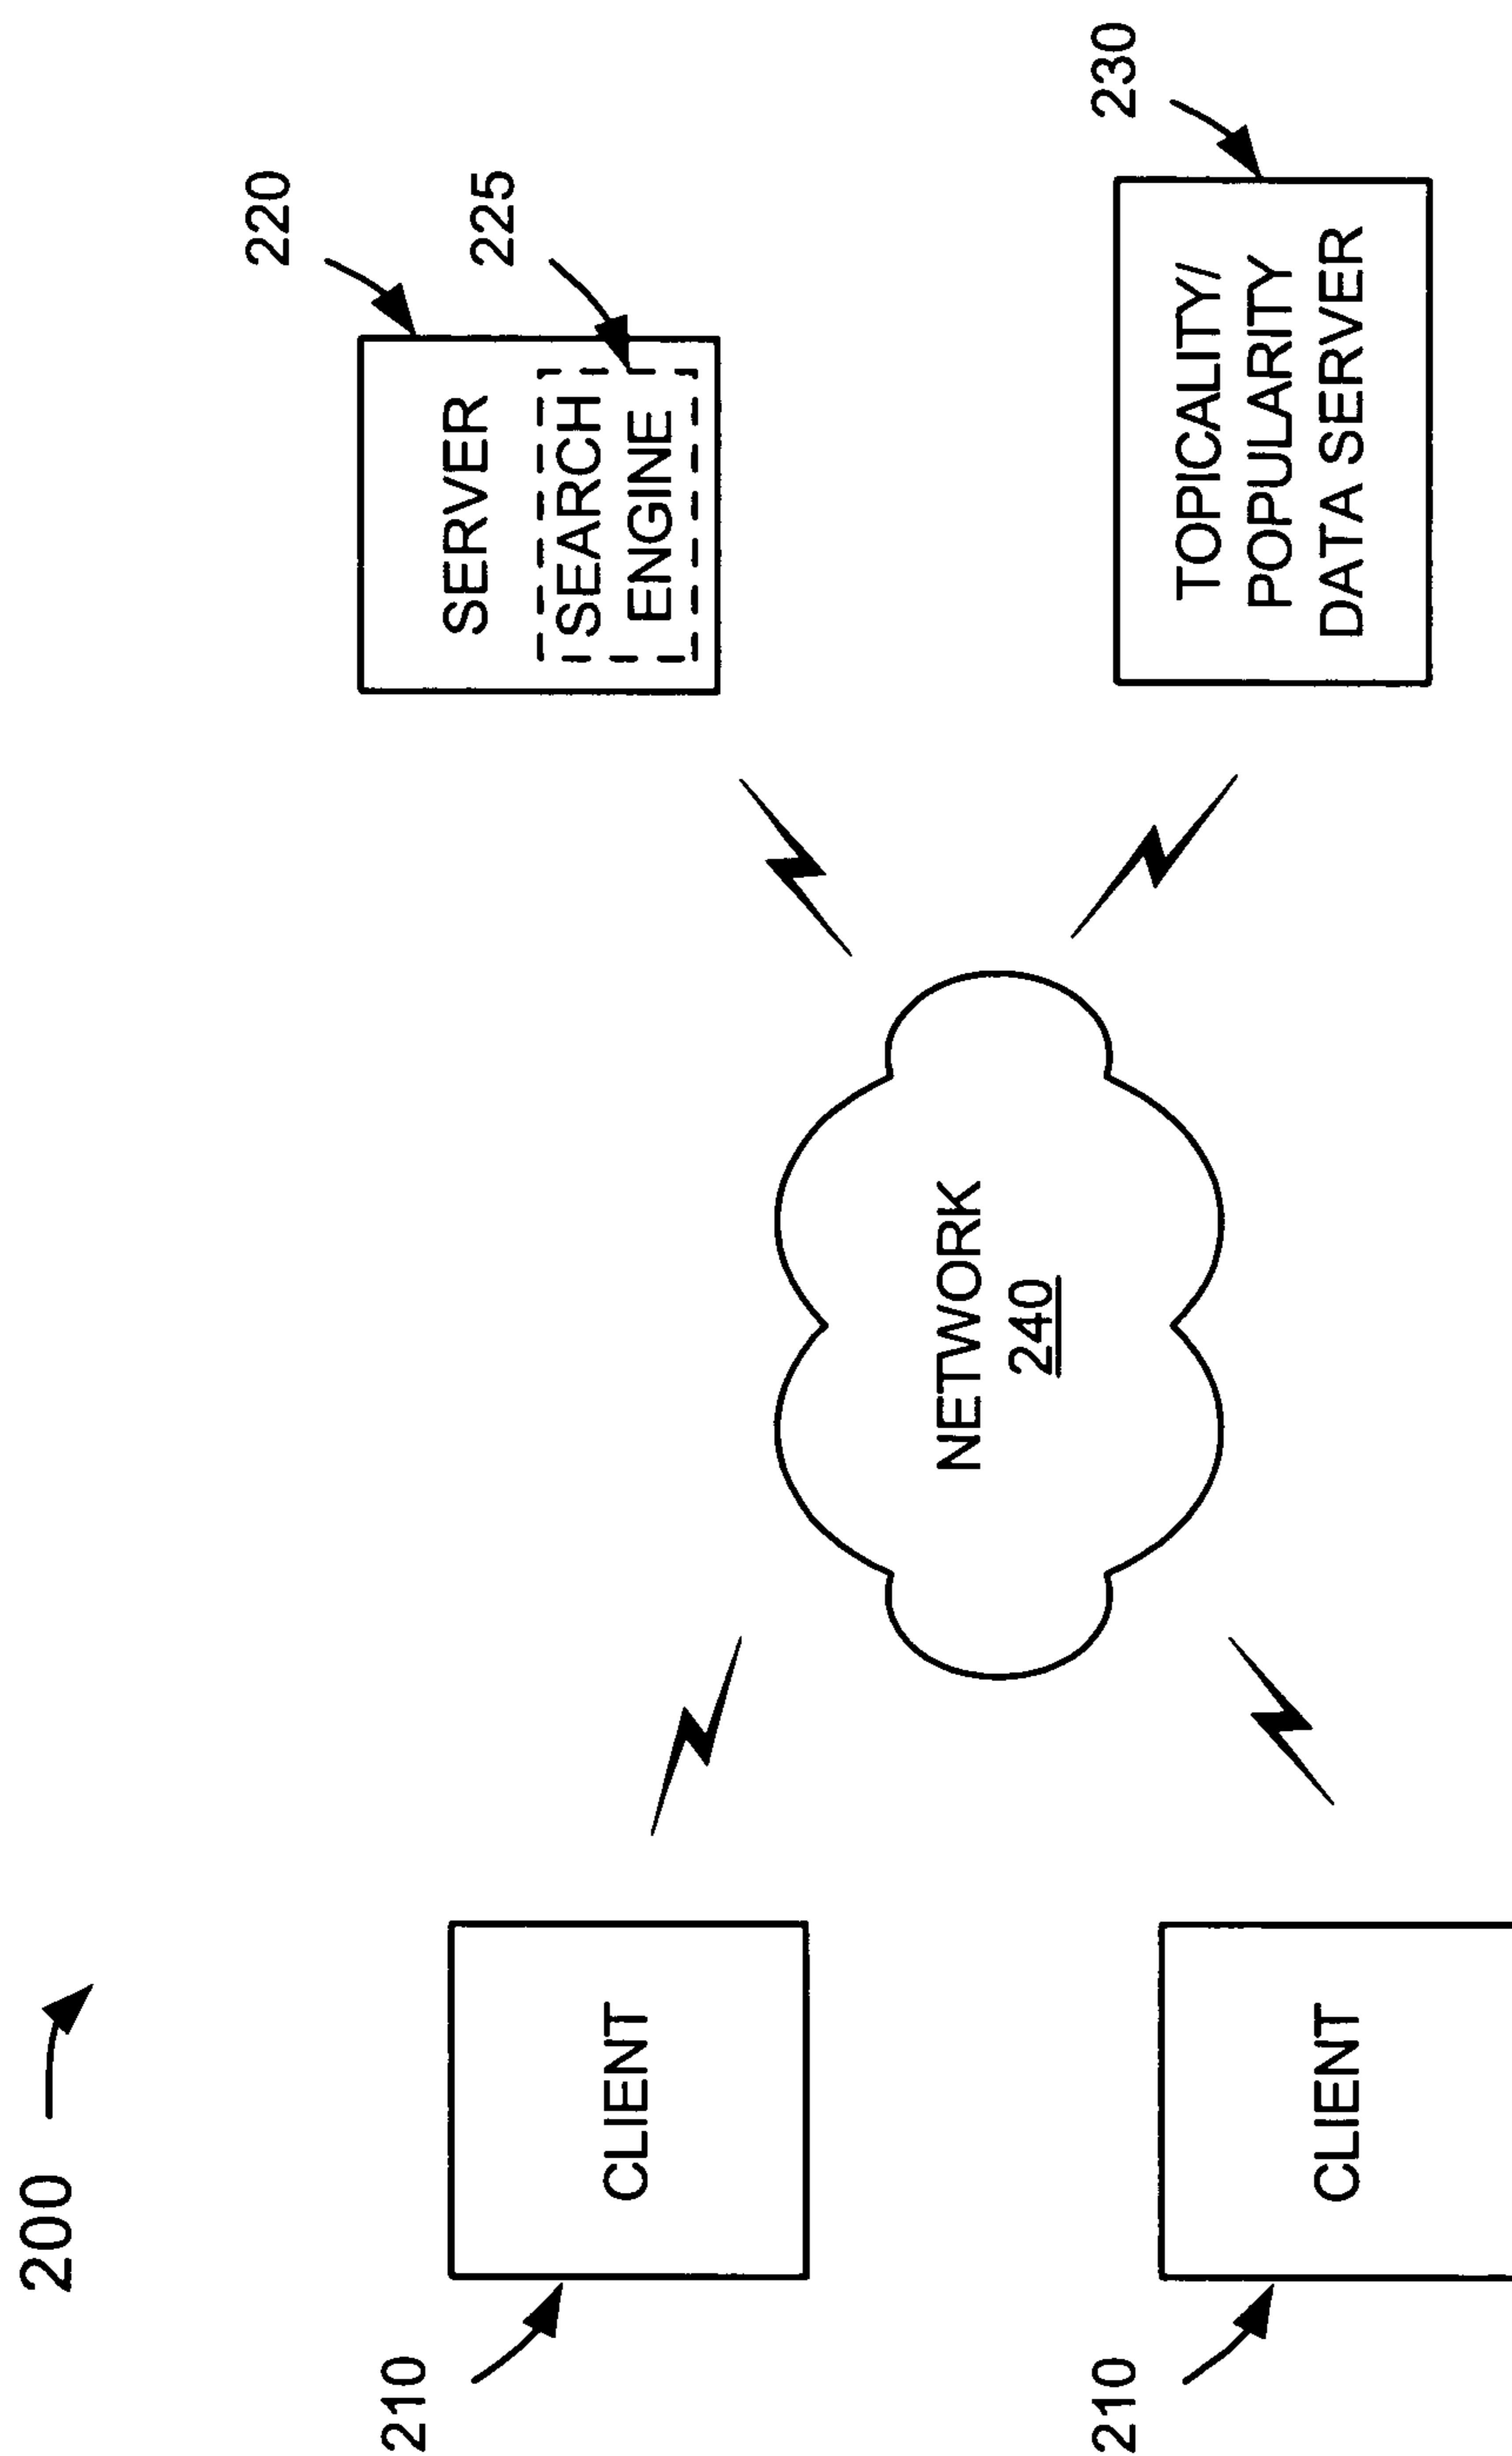 200
210
CLIENT
210
CLIENT
NETWORK
240
220
SERVER
225
SEARCH
ENGINE
230
TOPICALITY/
POPULARITY
DATA SERVER